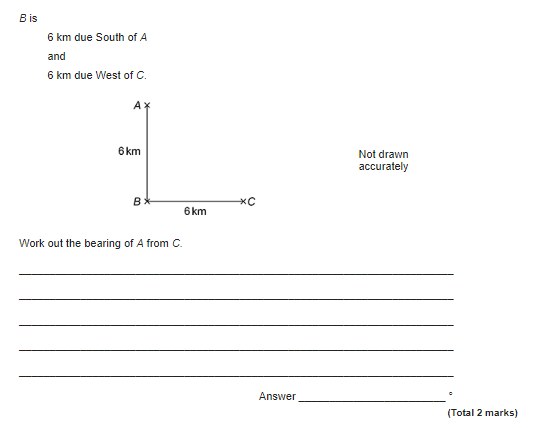 B is
6 km due South of A
and
6 km due West of C.
A
6 km
Not drawn
accurately
B
C
6 km
Work out the bearing of A from C.
Answer °
(Total 2 marks)